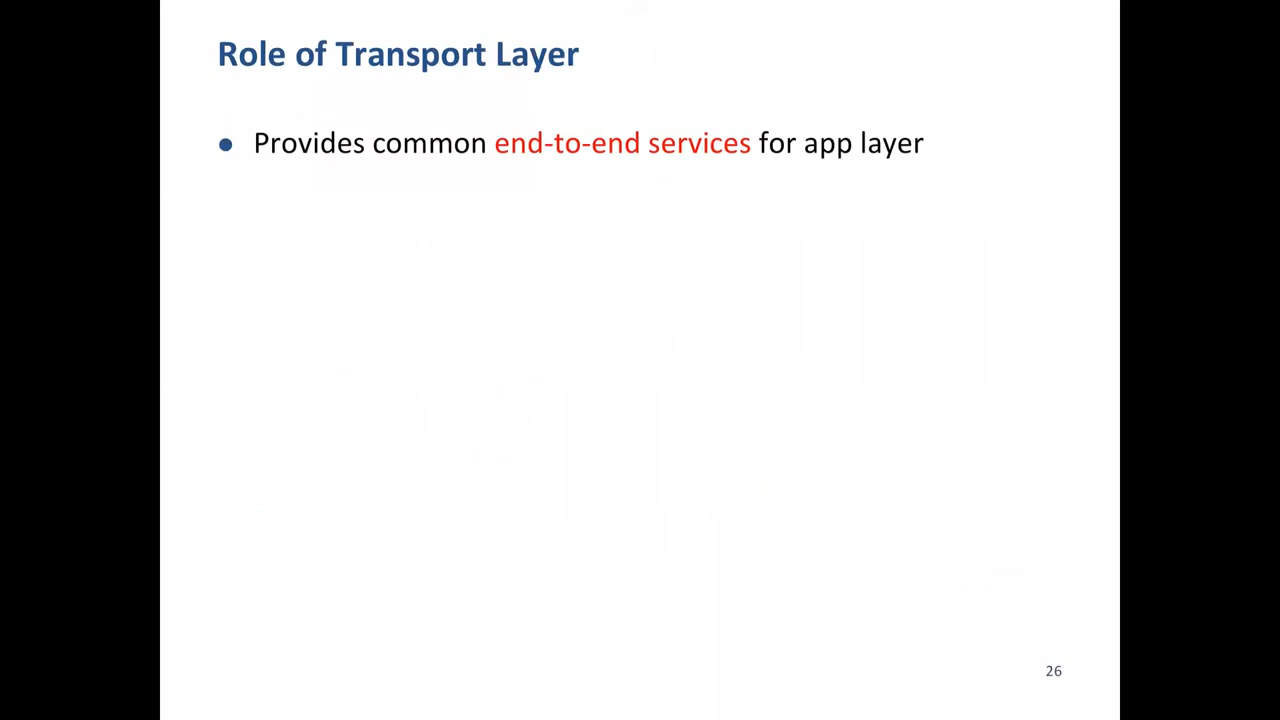 Role of Transport Layer
● Provides common end-to-end services for app layer
26